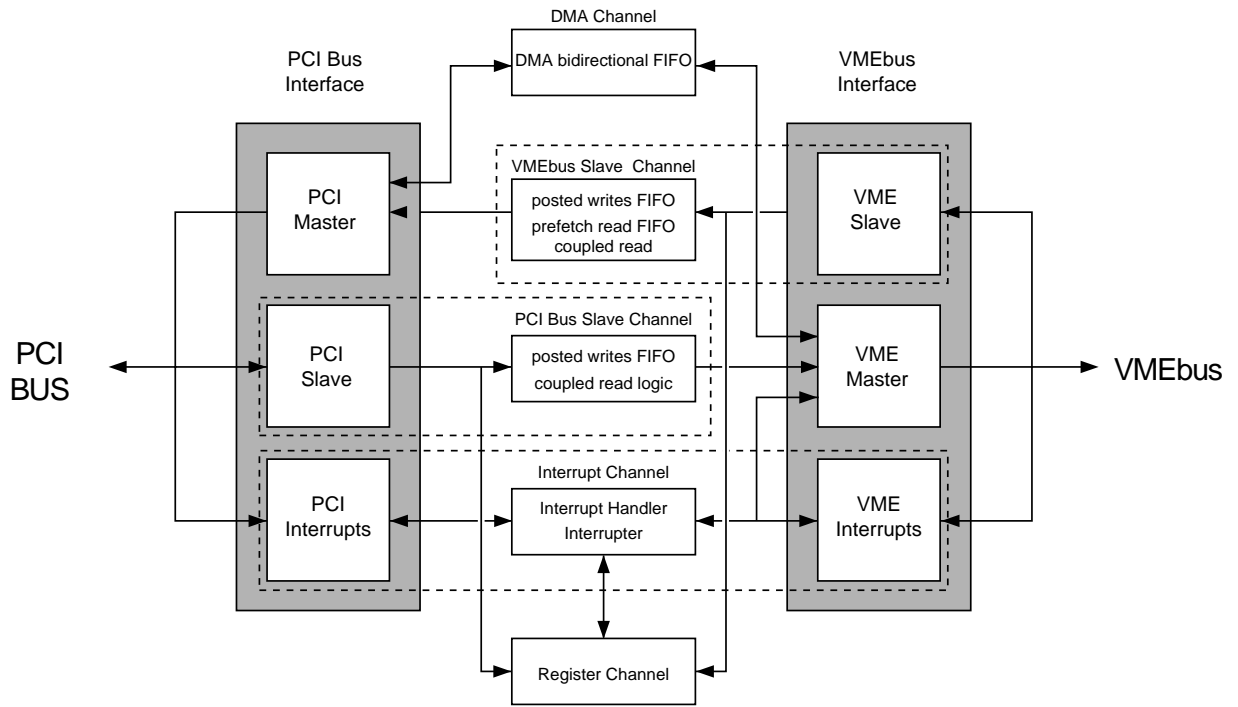 DMA Channel
DMA bidirectional FIFO
PCI Bus
Interface
VMEbus
Interface
PCI
Master
VMEbus Slave Channel
posted writes FIFO
prefetch read FIFO
coupled read
VME
Slave
PCI
BUS
PCI
Slave
PCI Bus Slave Channel
posted writes FIFO
coupled read logic
VME
Master
VMEbus
PCI
Interrupts
Interrupt Channel
Interrupt Handler
Interrupter
VME
Interrupts
Register Channel